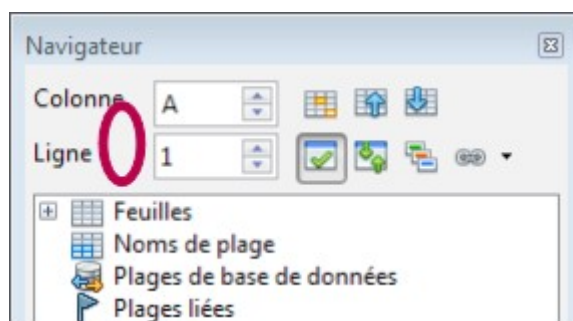 Navigateur
Colonne A
Ligne 1
Feuilles
Noms de plage
Plages de base de données
Plages liées